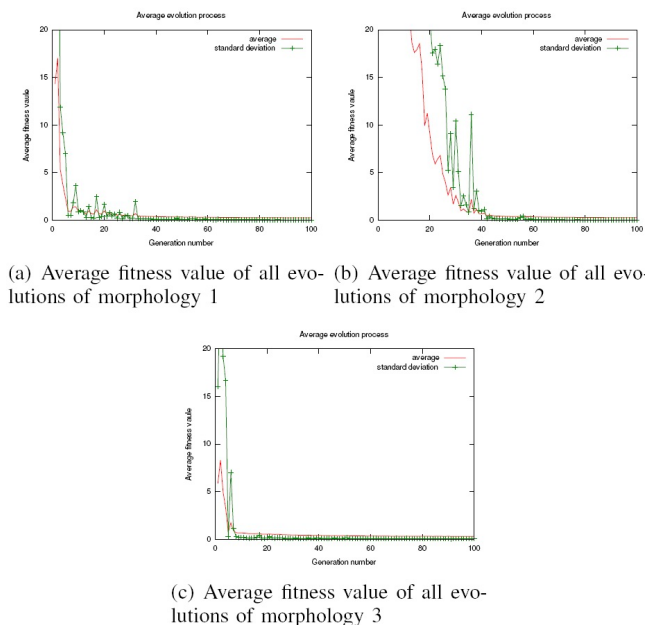 Average evolution process
average
standard deviation
Average fitness vaule
20
15
10
5
0
0 20 40 60 80 100
Generation number
(a) Average fitness value of all evo-
lutions of morphology 1
Average evolution process
average
standard deviation
Average fitness vaule
20
15
10
5
0
0 20 40 60 80 100
Generation number
(b) Average fitness value of all evo-
lutions of morphology 2
Average evolution process
average
standard deviation
Average fitness vaule
20
15
10
5
0
0 20 40 60 80 100
Generation number
(c) Average fitness value of all evo-
lutions of morphology 3